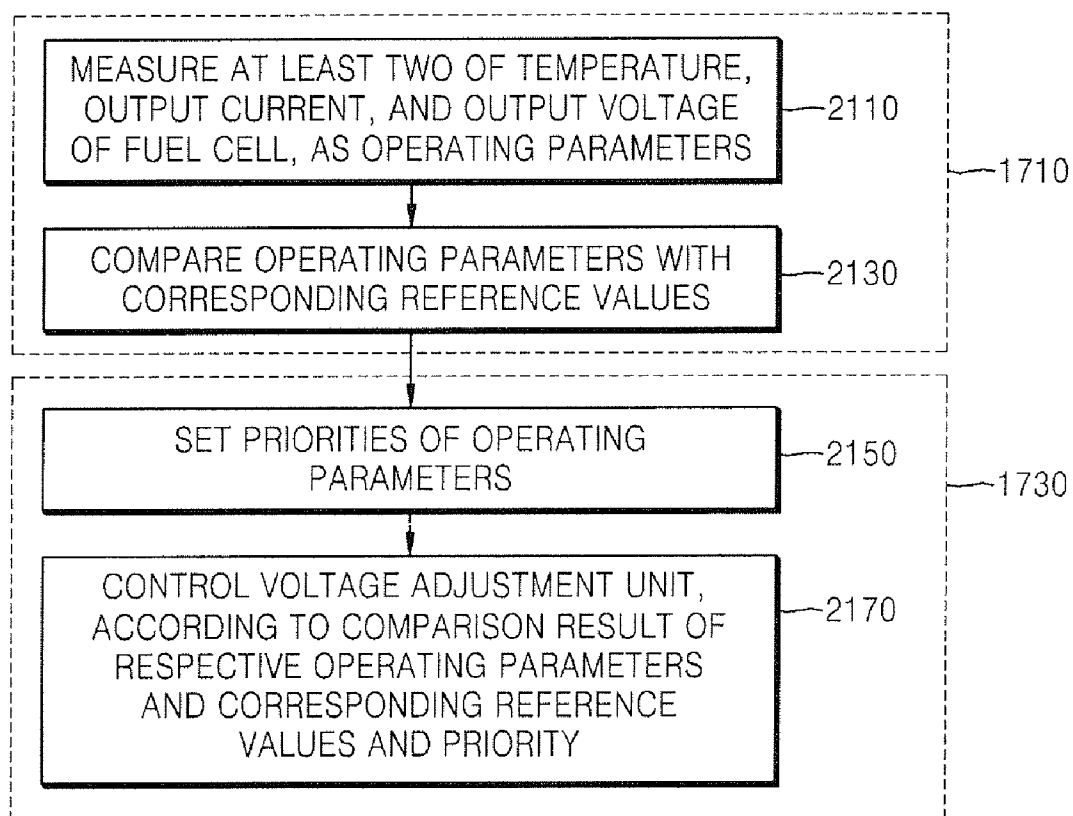 MEASURE AT LEAST TWO OF TEMPERATURE,
OUTPUT CURRENT, AND OUTPUT VOLTAGE
OF FUEL CELL, AS OPERATING PARAMETERS
2110
1710
COMPARE OPERATING PARAMETERS WITH
CORRESPONDING REFERENCE VALUES
2130
SET PRIORITIES OF OPERATING
PARAMETERS
2150
1730
CONTROL VOLTAGE ADJUSTMENT UNIT,
ACCORDING TO COMPARISON RESULT OF
RESPECTIVE OPERATING PARAMETERS
AND CORRESPONDING REFERENCE
VALUES AND PRIORITY
2170